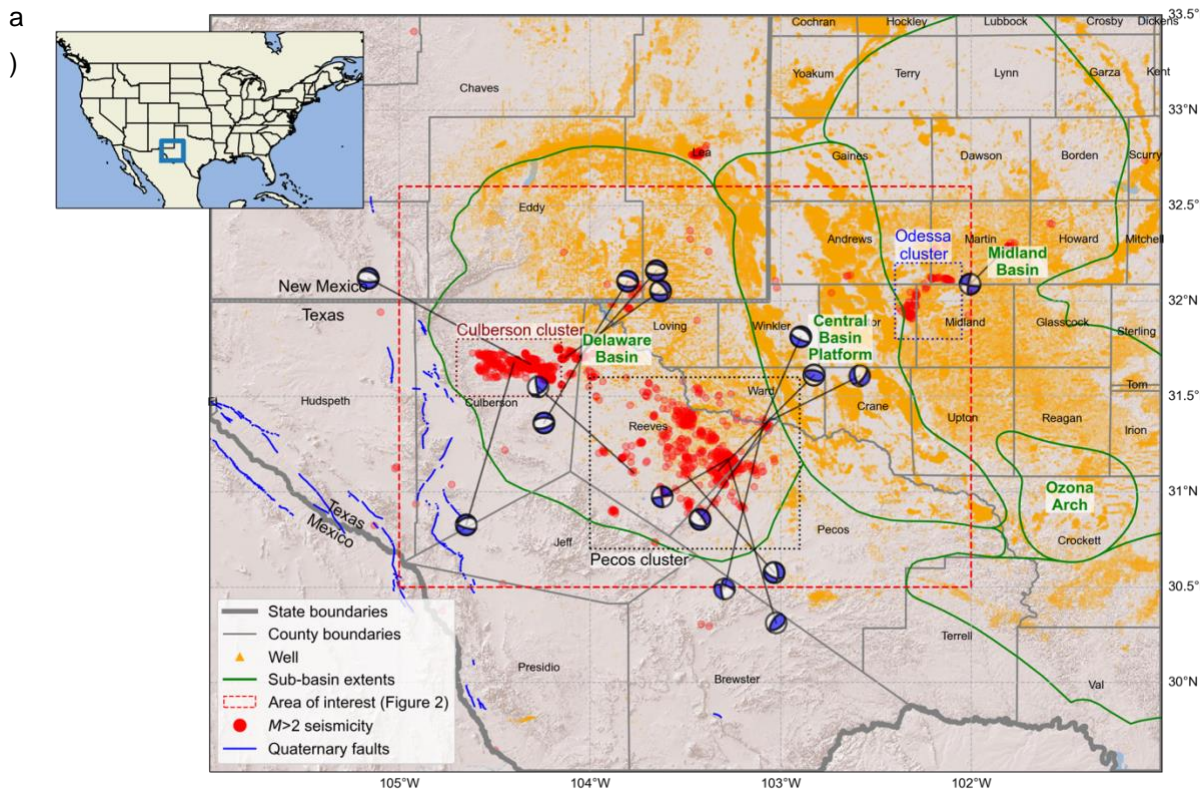 a
)
33.5°
33°N
32.5°N
32°N
31.5°N
31°N
30.5°N
30°N
105°W
104°W
103°W
102°W
Cochran
Hockley
Lubbock
Crosby
Dickens
Yoakum
Terry
Lynn
Garza
Kent
Chaves
Lea
Gaines
Dawson
Borden
Scurry
Eddy
Andrews
Odessa
cluster
Martin
Howard
Mitchell
Midland
Basin
New Mexico
Texas
Culberson cluster
Delaware
Basin
Loving
Winkler
Central
Basin
Platform
or
Midland
Glasscock
Sterling
Hudspeth
Culberson
Reeves
Ward
Crane
Upton
Reagan
Tom
Irion
El
Texas
Mexico
Jeff
Pecos cluster
Pecos
Ozona
Arch
Crockett
Presidio
Brewster
Terrell
Val
State boundaries
County boundaries
Well
Sub-basin extents
Area of interest (Figure 2)
M>2 seismicity
Quaternary faults